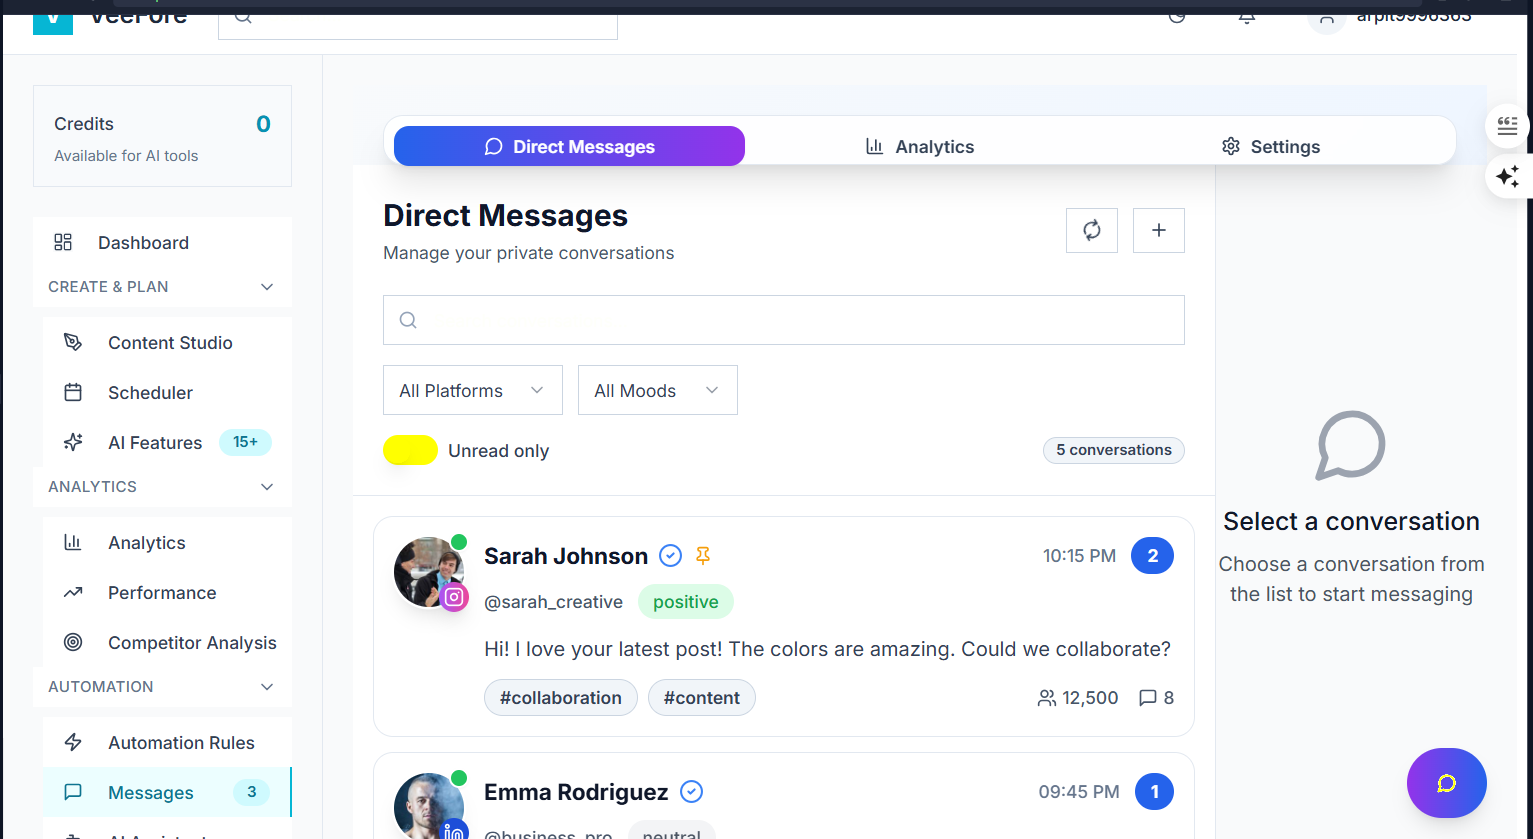 VeeFore
arpit9996363
Credits
0
Available for AI tools
Dashboard
CREATE & PLAN
Content Studio
Scheduler
AI Features
15+
ANALYTICS
Analytics
Performance
Competitor Analysis
AUTOMATION
Automation Rules
Messages
3
AI Assistant
Direct Messages
Analytics
Settings
Direct Messages
Manage your private conversations
All Platforms
All Moods
Unread only
5 conversations
Sarah Johnson
10:15 PM
2
@sarah_creative
positive
Hi! I love your latest post! The colors are amazing. Could we collaborate?
#collaboration
#content
12,500
8
Emma Rodriguez
09:45 PM
1
in
@business_pro
neutral
Select a conversation
Choose a conversation from
the list to start messaging